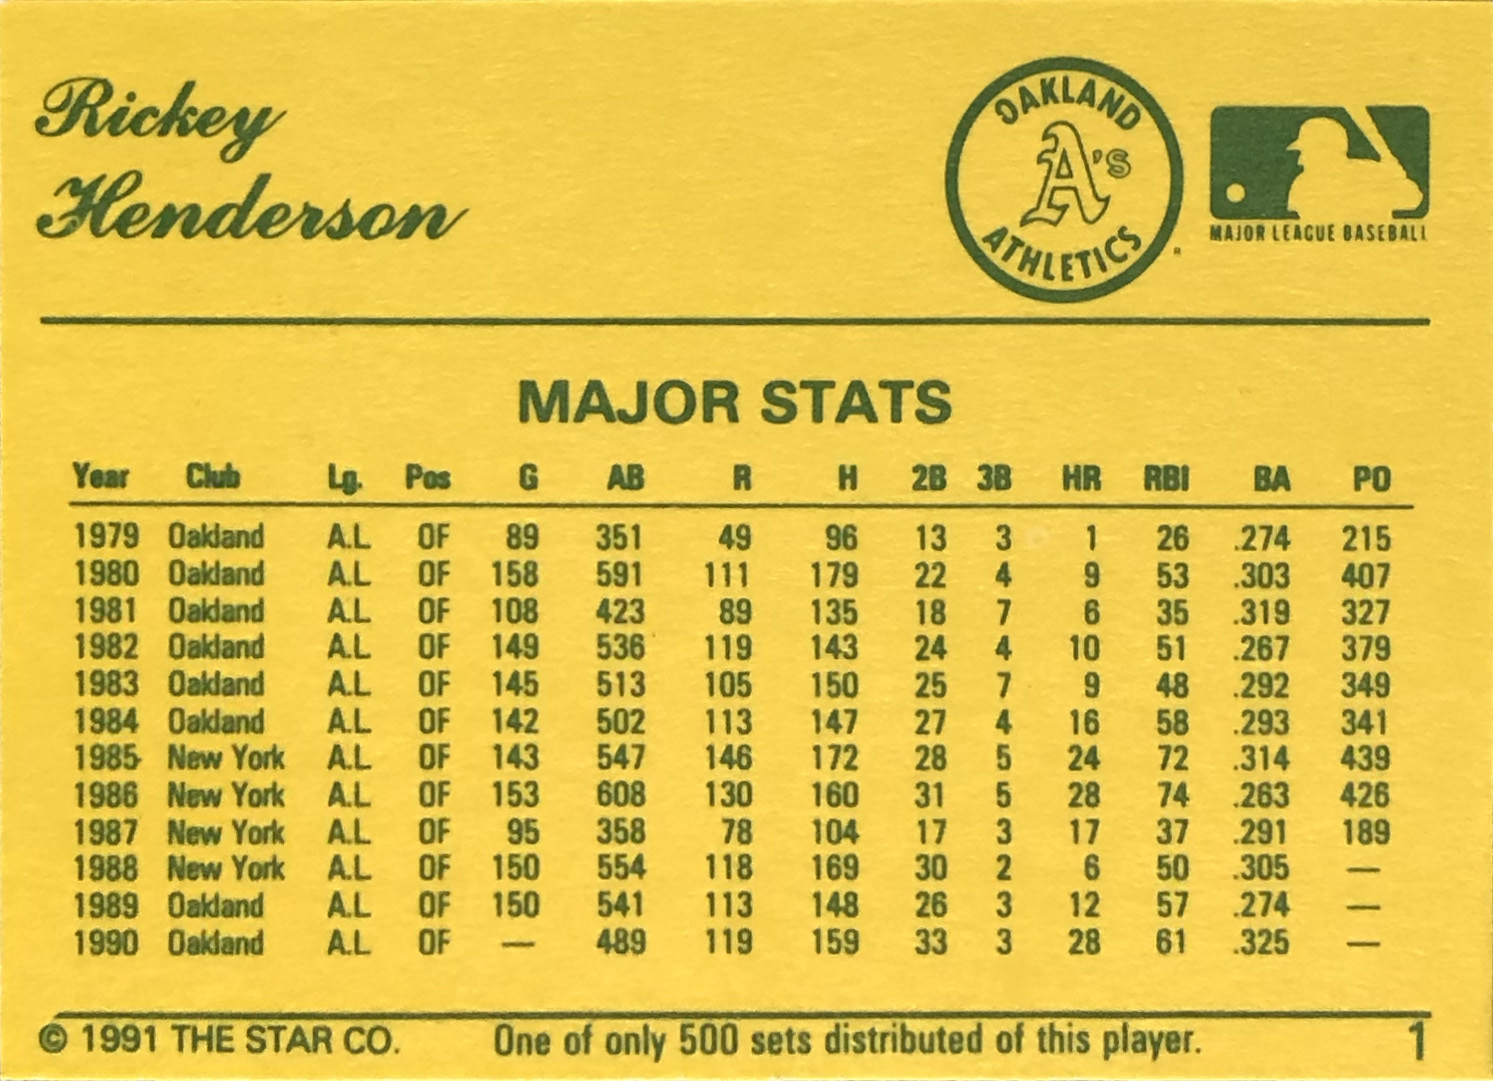 Rickey
Henderson
OAKLAND
A's
ATHLETICS
MAJOR LEAGUE BASEBALL
MAJOR STATS
Year Club Lg. Pos G AB R H 2B 3B HR RBI BA PO
1979 Oakland A.L OF 89 351 49 96 13 3 1 26 .274 215
1980 Oakland A.L OF 158 591 111 179 22 4 9 53 .303 407
1981 Oakland A.L OF 108 423 89 135 18 7 6 35 .319 327
1982 Oakland A.L OF 149 536 119 143 24 4 10 51 .267 379
1983 Oakland A.L OF 145 513 105 150 25 7 9 48 .292 349
1984 Oakland A.L OF 142 502 113 147 27 4 16 58 .293 341
1985 New York A.L OF 143 547 146 172 28 5 24 72 .314 439
1986 New York A.L OF 153 608 130 160 31 5 28 74 .263 426
1987 New York A.L OF 95 358 78 104 17 3 17 37 .291 189
1988 New York A.L OF 150 554 118 169 30 2 6 50 .305 —
1989 Oakland A.L OF 150 541 113 148 26 3 12 57 .274 —
1990 Oakland A.L OF — 489 119 159 33 3 28 61 .325 —
© 1991 THE STAR CO. One of only 500 sets distributed of this player. 1